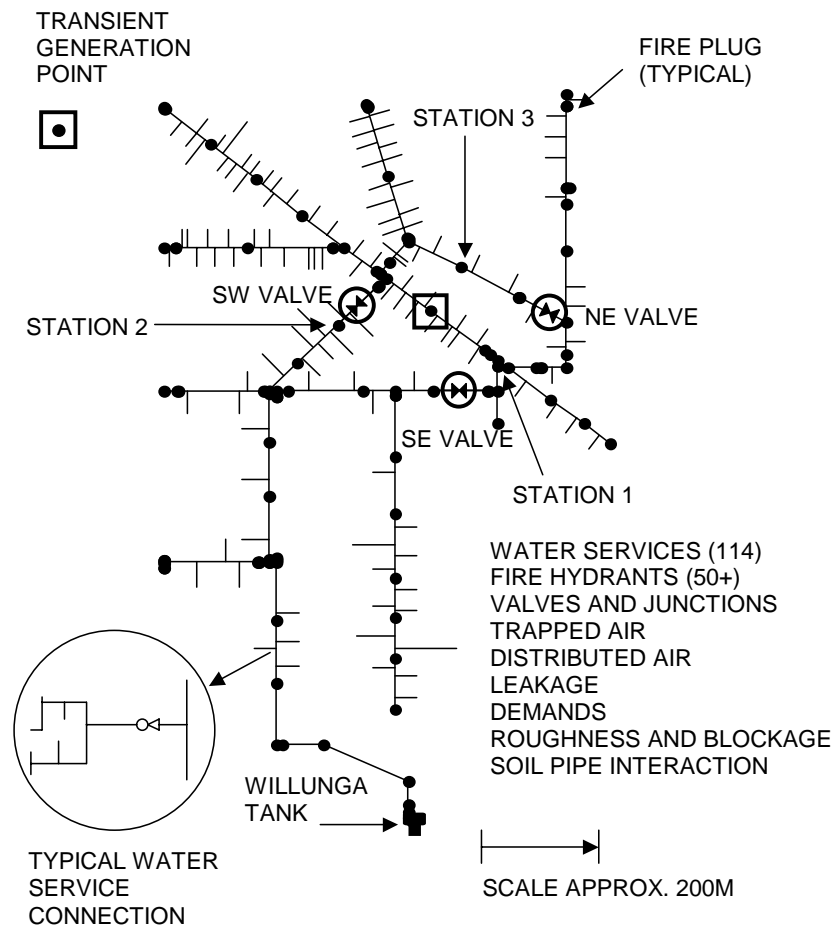 TRANSIENT
GENERATION
POINT
FIRE PLUG
(TYPICAL)
STATION 3
SW VALVE
NE VALVE
STATION 2
SE VALVE
STATION 1
WATER SERVICES (114)
FIRE HYDRANTS (50+)
VALVES AND JUNCTIONS
TRAPPED AIR
DISTRIBUTED AIR
LEAKAGE
DEMANDS
ROUGHNESS AND BLOCKAGE
SOIL PIPE INTERACTION
WILLUNGA
TANK
TYPICAL WATER
SERVICE
CONNECTION
SCALE APPROX. 200M